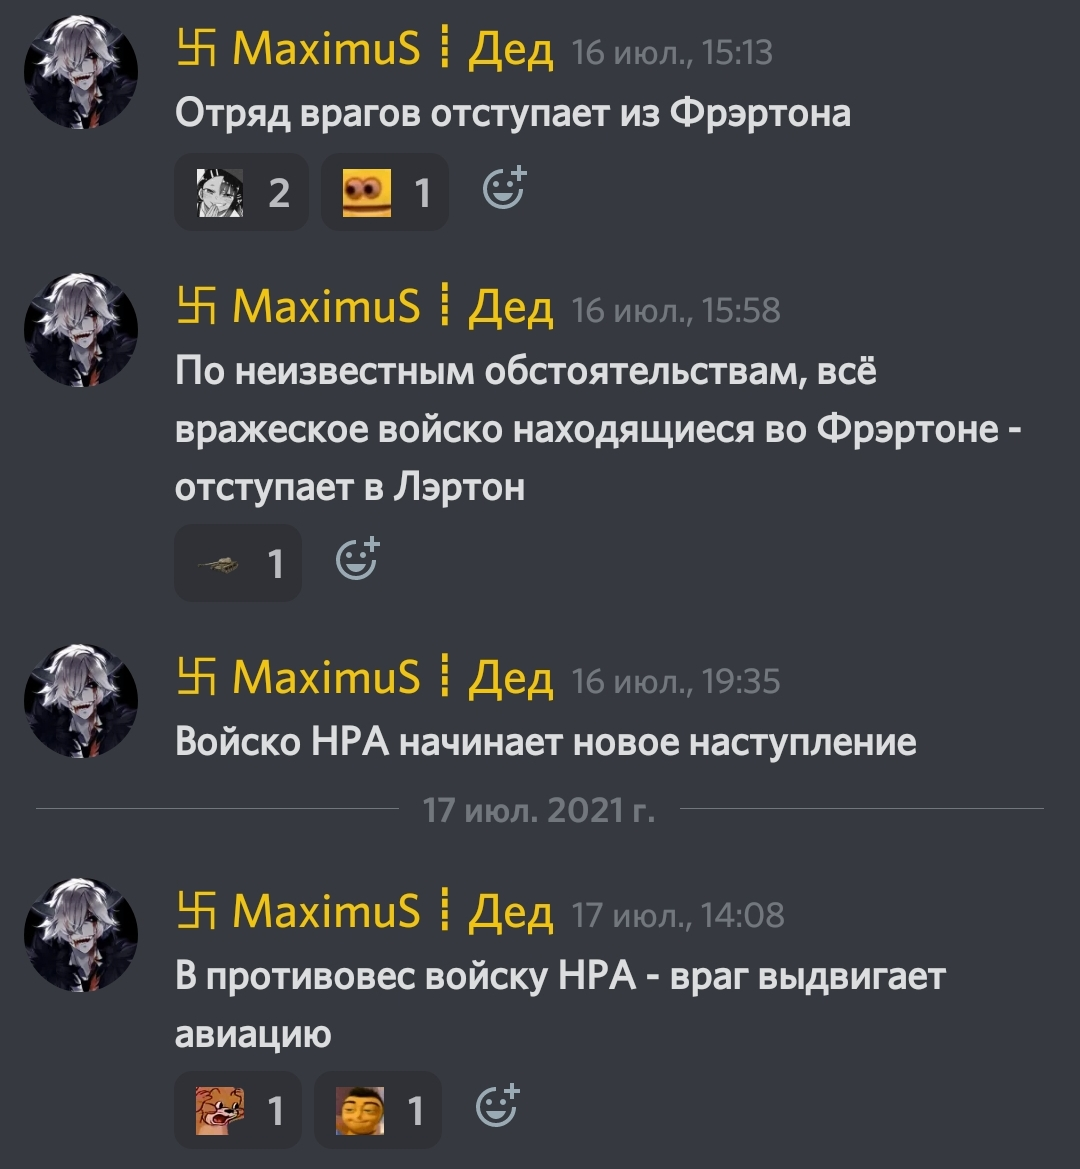 卐 MaximuS ┋ Дед 16 июл., 15:13
Отряд врагов отступает из Фрэртона
2 1
卐 MaximuS ┋ Дед 16 июл., 15:58
По неизвестным обстоятельствам, всё
вражеское войско находящиеся во Фрэртоне -
отступает в Лэртон
1
卐 MaximuS ┋ Дед 16 июл., 19:35
Войско НРА начинает новое наступление
17 июл. 2021 г.
卐 MaximuS ┋ Дед 17 июл., 14:08
В противовес войску НРА - враг выдвигает
авиацию
1 1